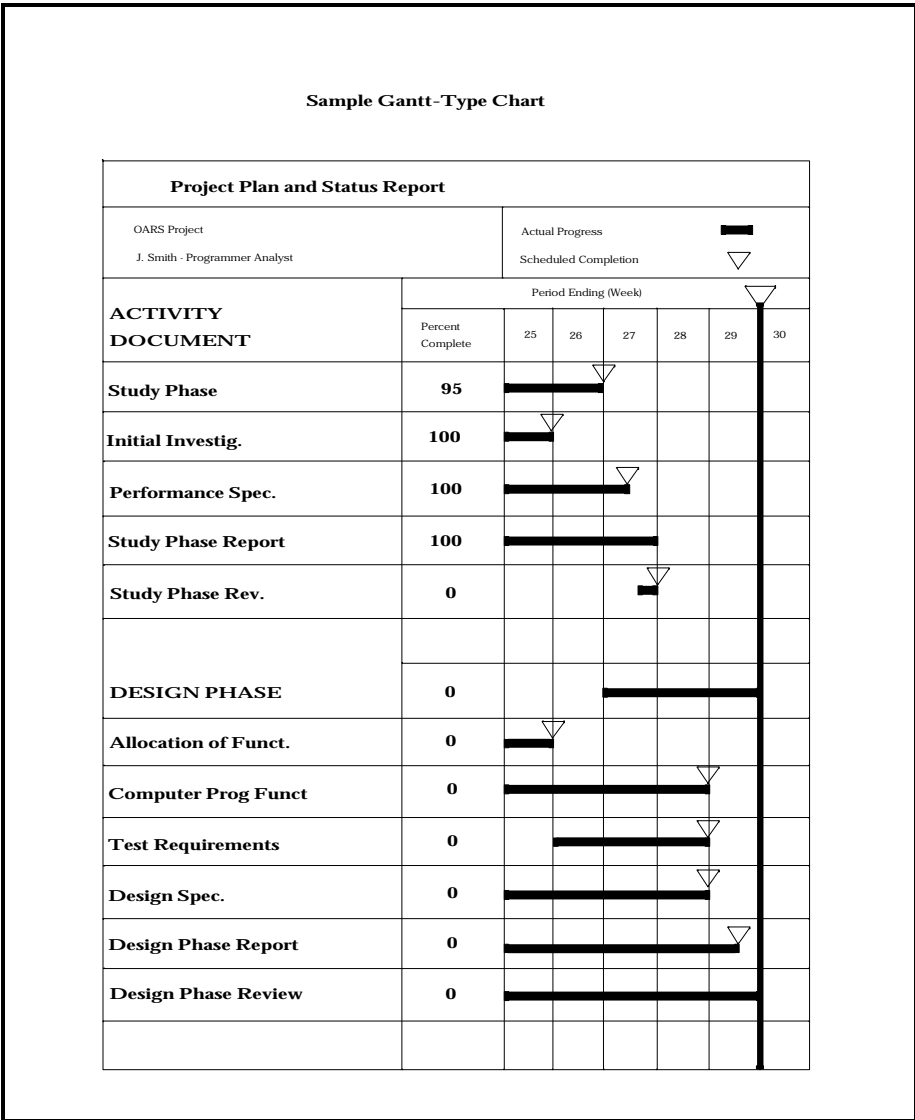 Sample Gantt-Type Chart
Project Plan and Status Report
OARS Project
Actual Progress
J. Smith - Programmer Analyst
Scheduled Completion
Period Ending (Week)
ACTIVITY
DOCUMENT
Percent
Complete
25 26 27 28 29 30
Study Phase 95
Initial Investig. 100
Performance Spec. 100
Study Phase Report 100
Study Phase Rev. 0
DESIGN PHASE 0
Allocation of Funct. 0
Computer Prog Funct 0
Test Requirements 0
Design Spec. 0
Design Phase Report 0
Design Phase Review 0